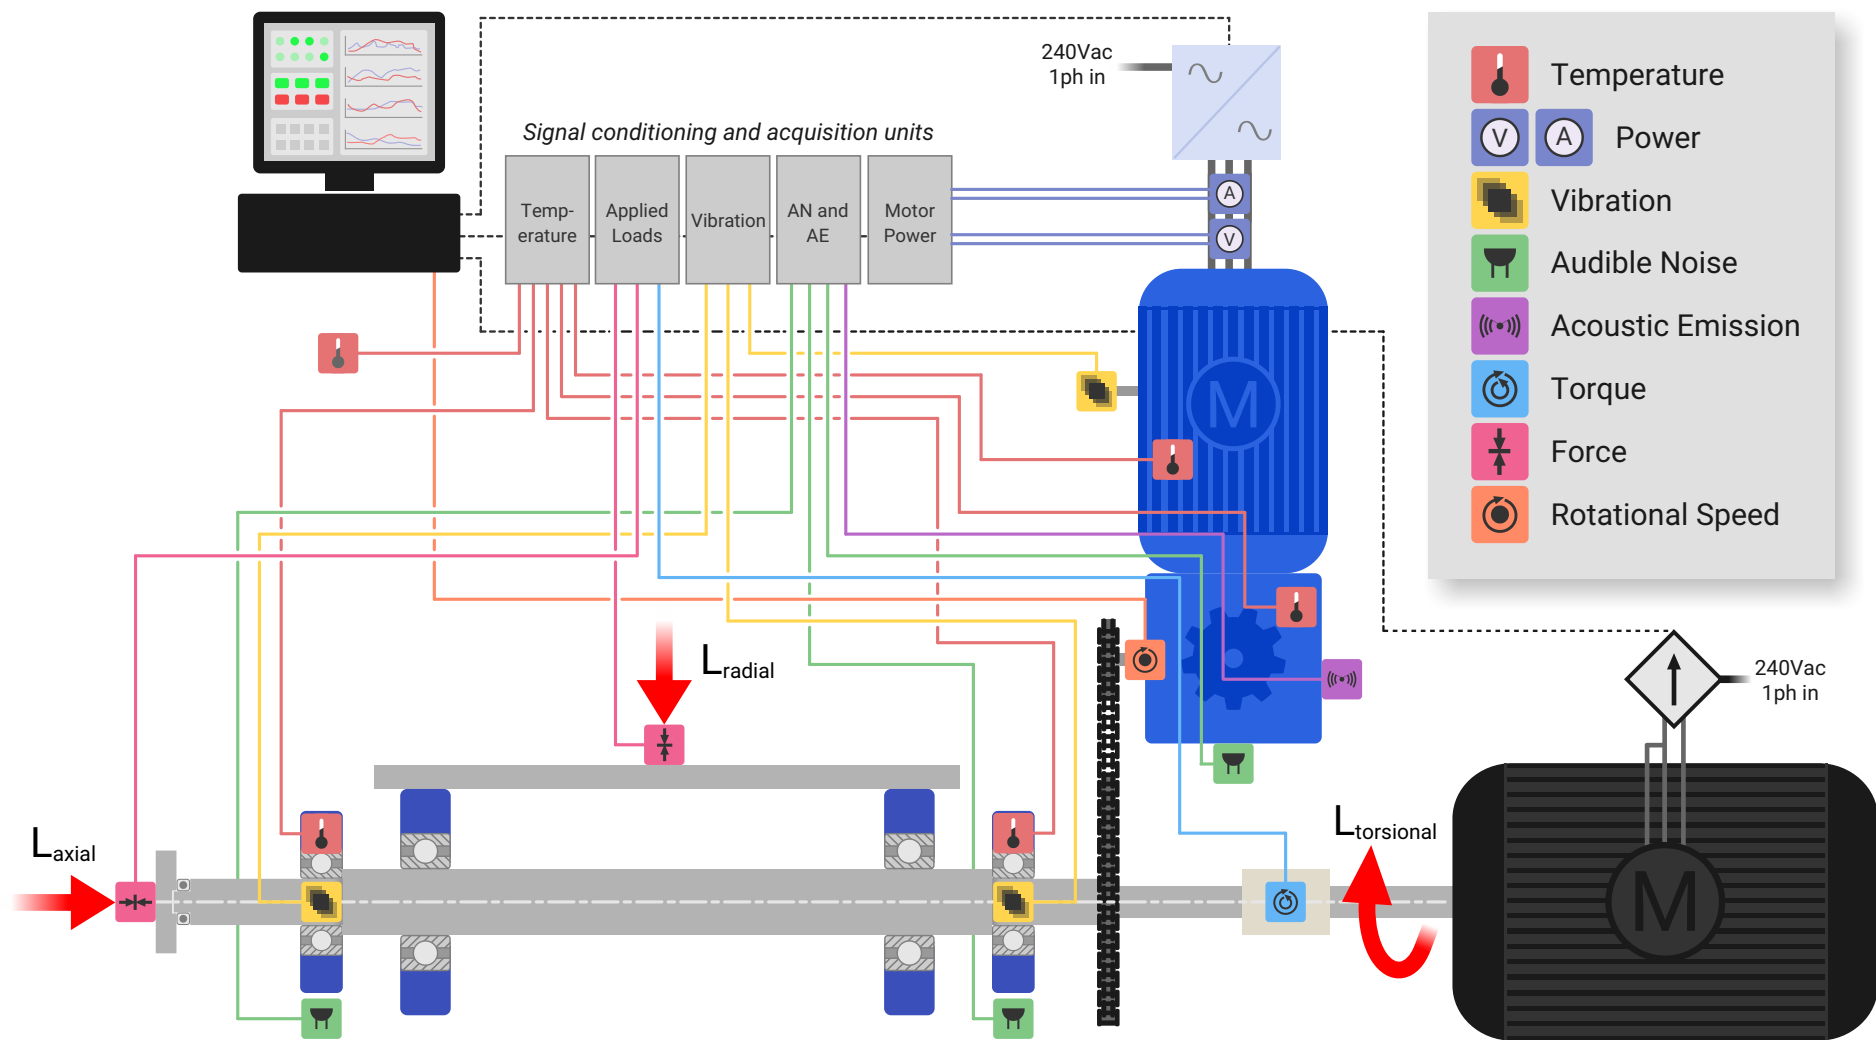 240Vac
1ph in
Signal conditioning and acquisition units
Temp-
erature
Applied
Loads
Vibration
AN and
AE
Motor
Power
A
V
M
Temperature
V
A
Power
Vibration
Audible Noise
Acoustic Emission
Torque
Force
Rotational Speed
Lradial
240Vac
1ph in
Laxial
Ltorsional
M